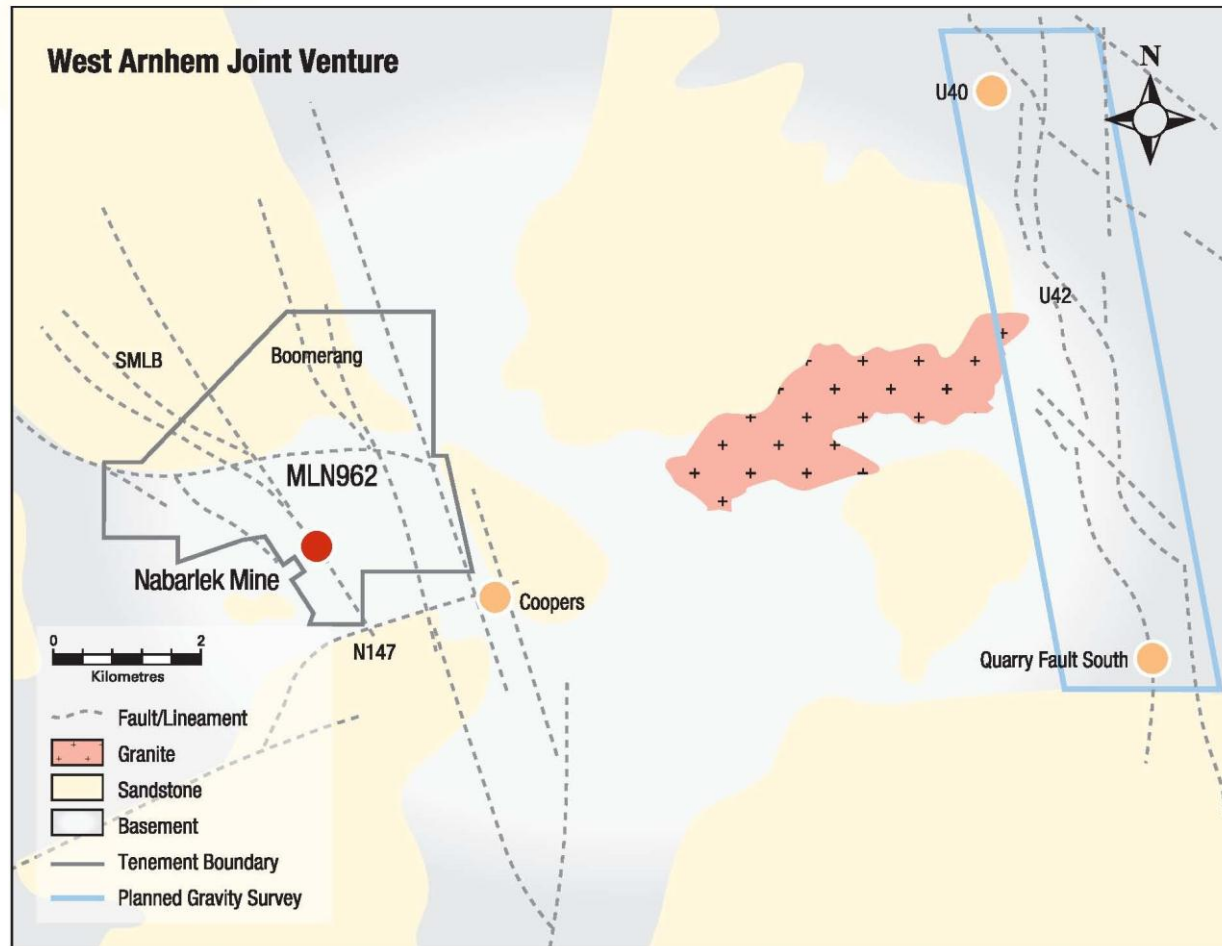 West Arnhem Joint Venture
N
U40
U42
SMLB
Boomerang
MLN962
Nabarlek Mine
Coopers
N147
Quarry Fault South
0 2
Kilometres
Fault/Lineament
Granite
Sandstone
Basement
Tenement Boundary
Planned Gravity Survey